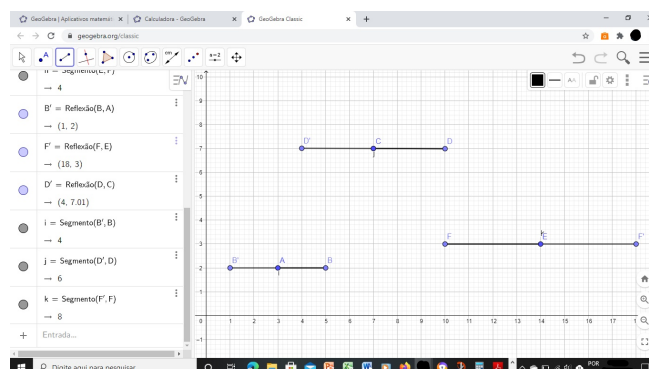 GeoGebra | Aplicativos matemáti
Calculadora - GeoGebra
GeoGebra Classic
geogebra.org/classic
A
cm
a=2
→ 4
B′ = Reflexão(B, A)
→ (1, 2)
F′ = Reflexão(F, E)
→ (18, 3)
D′ = Reflexão(D, C)
→ (4, 7.01)
i = Segmento(B′, B)
→ 4
j = Segmento(D′, D)
→ 6
k = Segmento(F′, F)
→ 8
+ Entrada...
10
9
8
7
D' C D
j
6
5
4
3
F k E F'
2
B' A B
i
1
0 1 2 3 4 5 6 7 8 9 10 11 12 13 14 15 16 17
−1
Digite aqui para pesquisar
POR